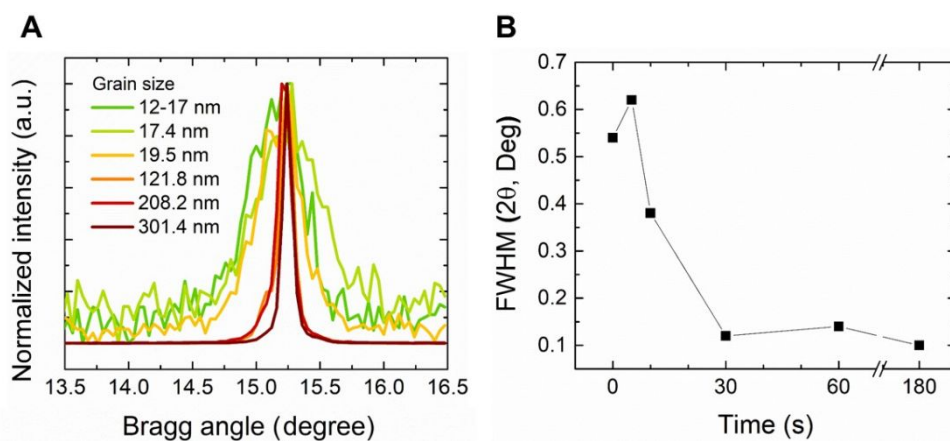 A
Normalized intensity (a.u.)
Grain size
12-17 nm
17.4 nm
19.5 nm
121.8 nm
208.2 nm
301.4 nm
13.5 14.0 14.5 15.0 15.5 16.0 16.5
Bragg angle (degree)
B
FWHM (2θ, Deg)
0.7
0.6
0.5
0.4
0.3
0.2
0.1
0 30 60 180
Time (s)